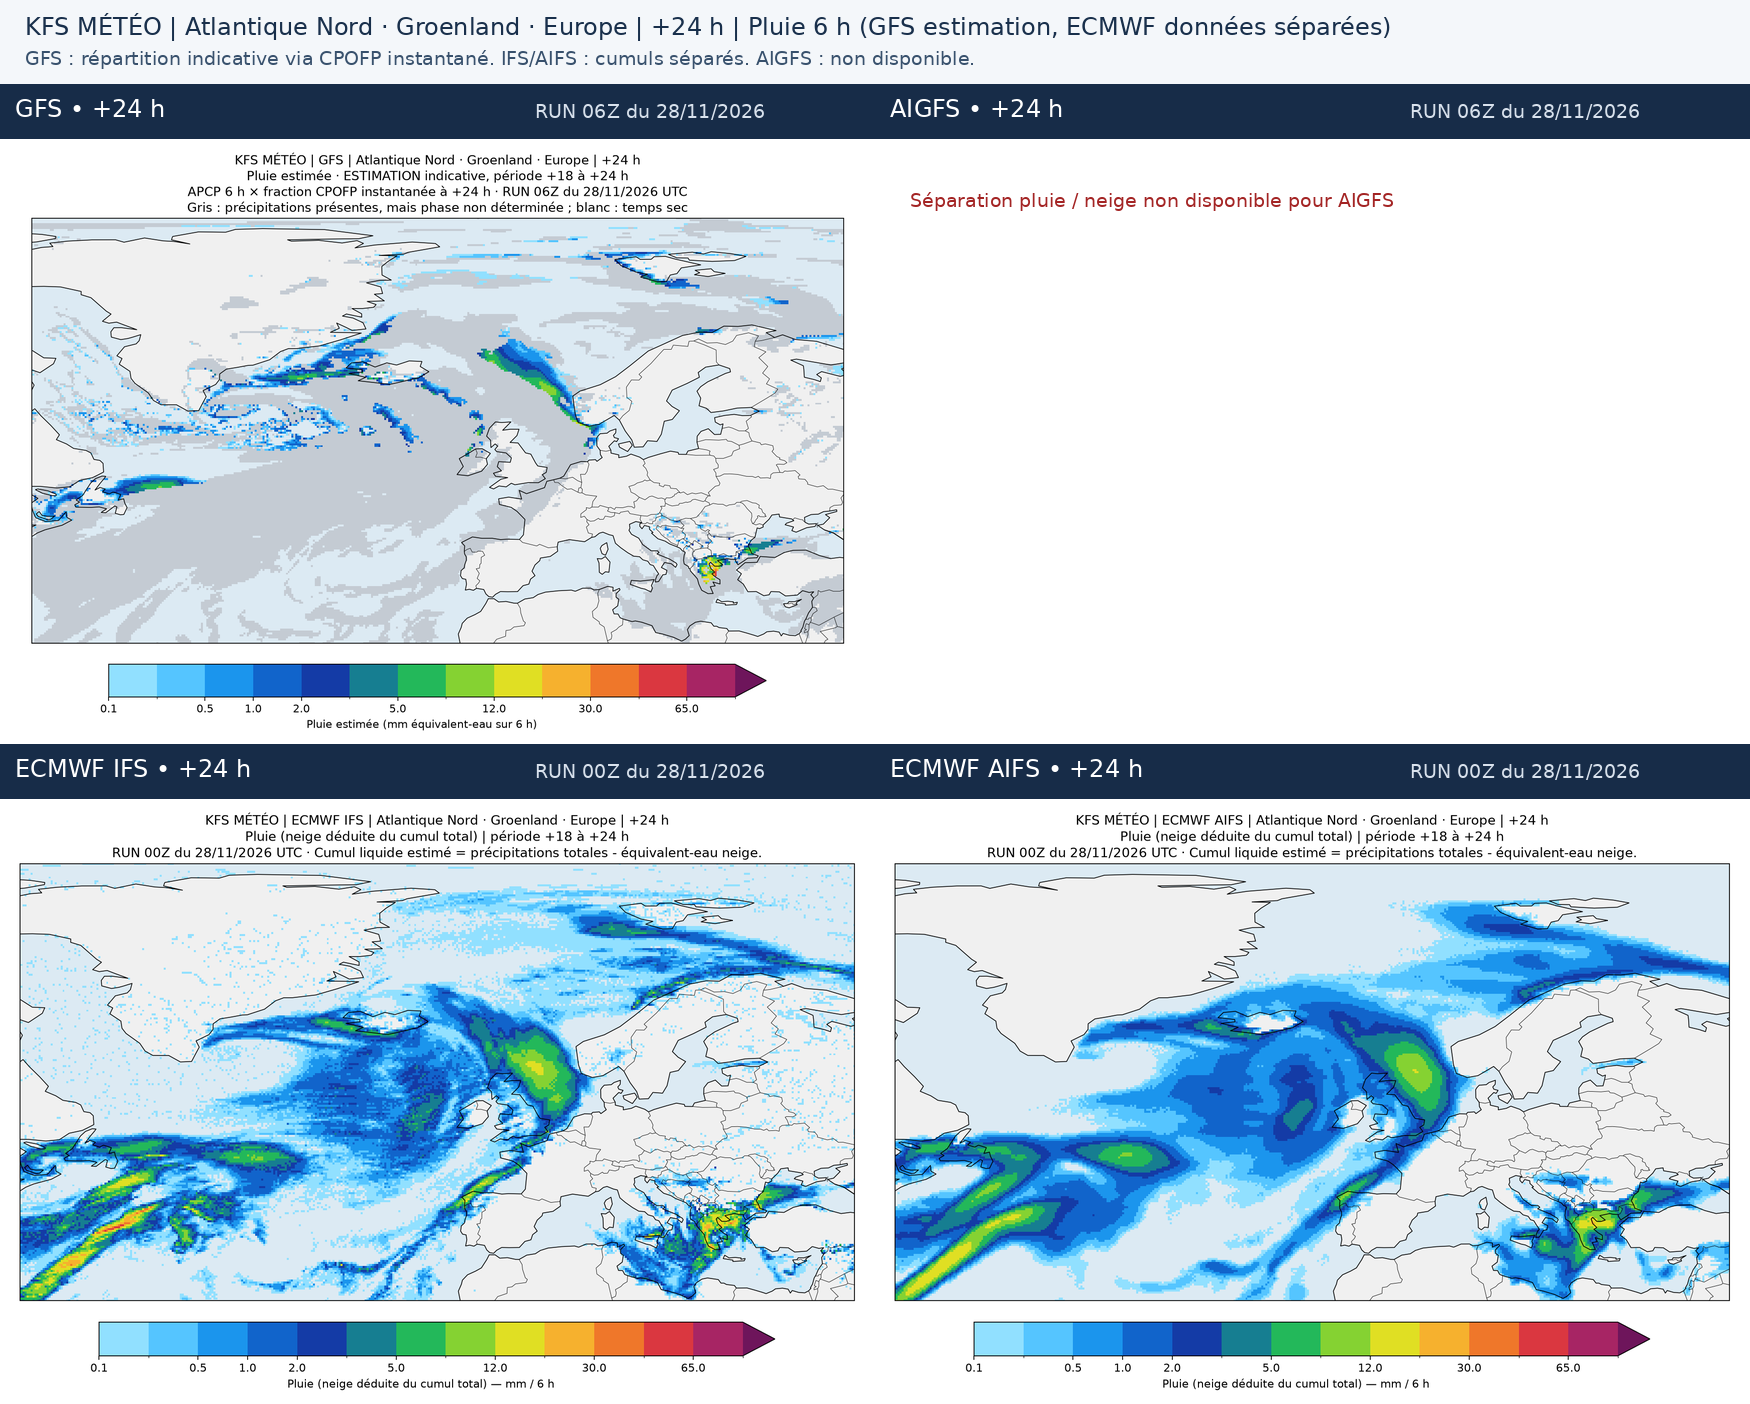 KFS MÉTÉO | Atlantique Nord · Groenland · Europe | +24 h | Pluie 6 h (GFS estimation, ECMWF données séparées)
GFS : répartition indicative via CPOFP instantané. IFS/AIFS : cumuls séparés. AIGFS : non disponible.
GFS • +24 h RUN 06Z du 28/11/2026
AIGFS • +24 h RUN 06Z du 28/11/2026
KFS MÉTÉO | GFS | Atlantique Nord · Groenland · Europe | +24 h
Pluie estimée · ESTIMATION indicative, période +18 à +24 h
APCP 6 h × fraction CPOFP instantanée à +24 h · RUN 06Z du 28/11/2026 UTC
Gris : précipitations présentes, mais phase non déterminée ; blanc : temps sec
Séparation pluie / neige non disponible pour AIGFS
0.1 0.5 1.0 2.0 5.0 12.0 30.0 65.0
Pluie estimée (mm équivalent-eau sur 6 h)
ECMWF IFS • +24 h RUN 00Z du 28/11/2026
ECMWF AIFS • +24 h RUN 00Z du 28/11/2026
KFS MÉTÉO | ECMWF IFS | Atlantique Nord · Groenland · Europe | +24 h
Pluie (neige déduite du cumul total) | période +18 à +24 h
RUN 00Z du 28/11/2026 UTC · Cumul liquide estimé = précipitations totales - équivalent-eau neige.
0.1 0.5 1.0 2.0 5.0 12.0 30.0 65.0
Pluie (neige déduite du cumul total) — mm / 6 h
KFS MÉTÉO | ECMWF AIFS | Atlantique Nord · Groenland · Europe | +24 h
Pluie (neige déduite du cumul total) | période +18 à +24 h
RUN 00Z du 28/11/2026 UTC · Cumul liquide estimé = précipitations totales - équivalent-eau neige.
0.1 0.5 1.0 2.0 5.0 12.0 30.0 65.0
Pluie (neige déduite du cumul total) — mm / 6 h